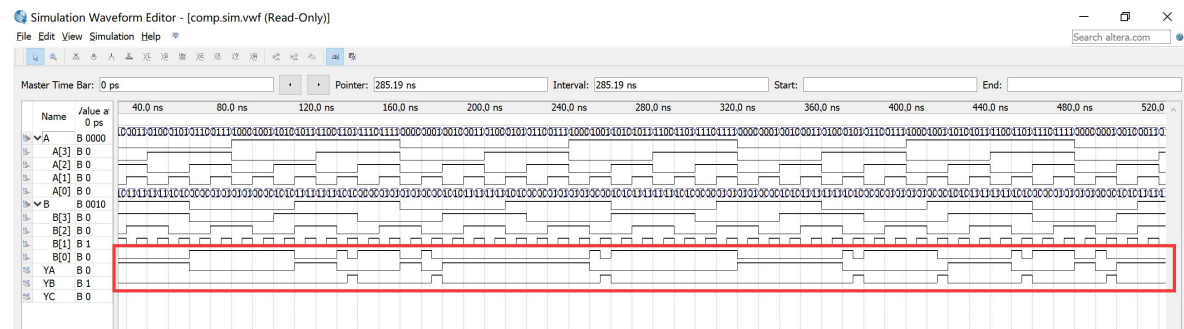 Simulation Waveform Editor - [comp.sim.vwf (Read-Only)]
File Edit View Simulation Help
Search altera.com
Master Time Bar: 0 ps
Pointer: 285.19 ns
Interval: 285.19 ns
Start:
End:
Name
Value a
0 ps
40.0 ns 80.0 ns 120.0 ns 160.0 ns 200.0 ns 240.0 ns 280.0 ns 320.0 ns 360.0 ns 400.0 ns 440.0 ns 480.0 ns 520.0
A B 0000
A[3] B 0
A[2] B 0
A[1] B 0
A[0] B 0
B B 0010
B[3] B 0
B[2] B 0
B[1] B 1
B[0] B 0
YA B 0
YB B 1
YC B 0